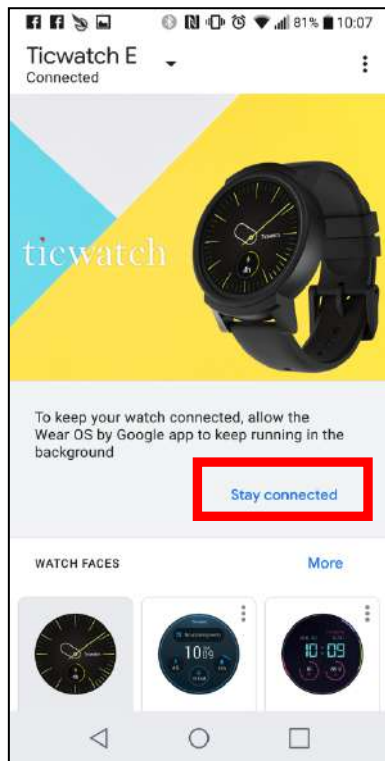 81% 10:07
Ticwatch E
Connected
ticwatch
To keep your watch connected, allow the
Wear OS by Google app to keep running in the
background
Stay connected
WATCH FACES
More
10 09
10:09